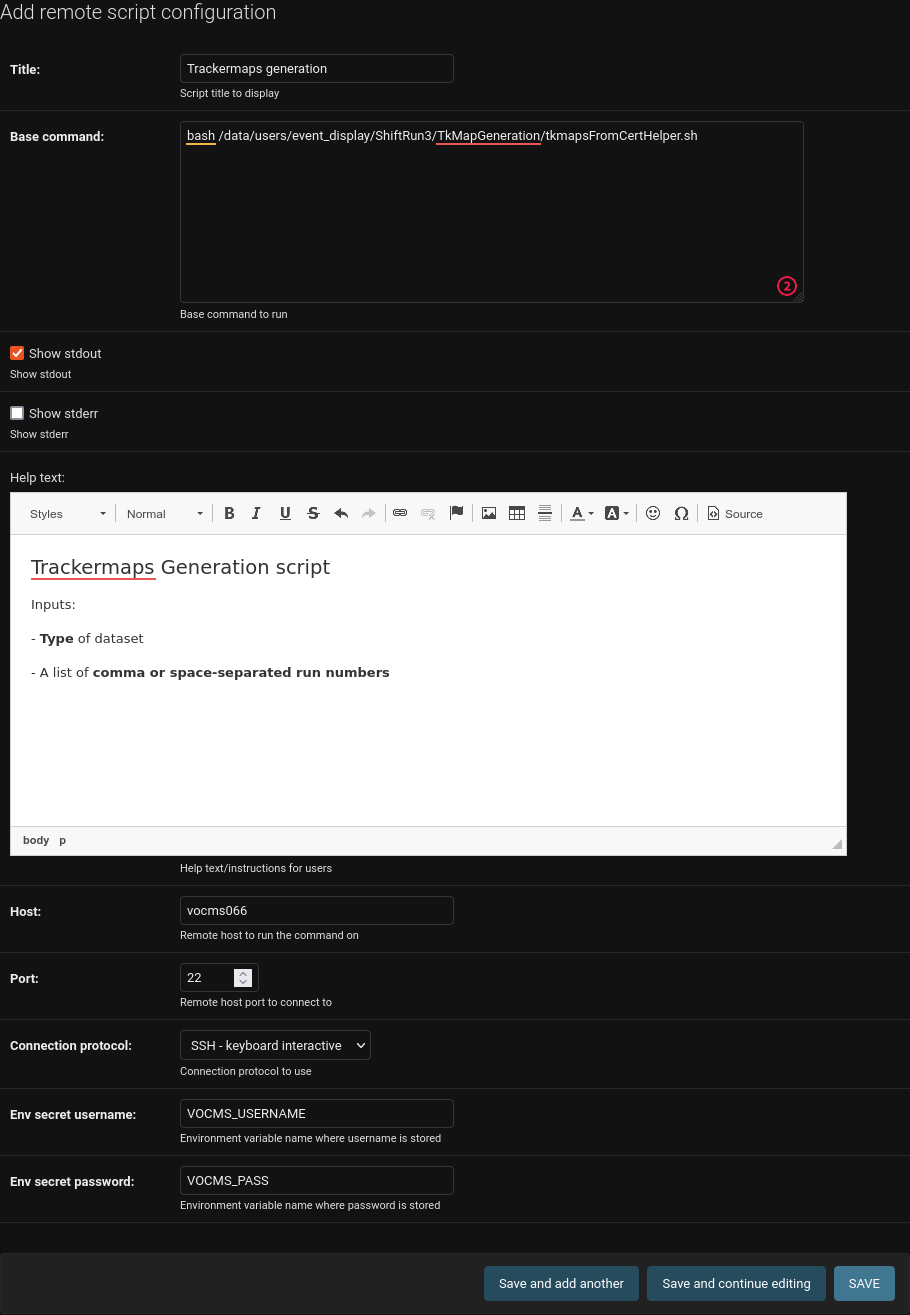 Add remote script configuration
Title: Trackermaps generation
Script title to display
Base command: bash /data/users/event_display/ShiftRun3/TkMapGeneration/tkmapsFromCertHelper.sh
2
Base command to run
Show stdout
Show stdout
Show stderr
Show stderr
Help text:
Styles Normal B I U S A A Ω Source
Trackermaps Generation script
Inputs:
- Type of dataset
- A list of comma or space-separated run numbers
body p
Help text/instructions for users
Host: vocms066
Remote host to run the command on
Port: 22
Remote host port to connect to
Connection protocol: SSH - keyboard interactive
Connection protocol to use
Env secret username: VOCMS_USERNAME
Environment variable name where username is stored
Env secret password: VOCMS_PASS
Environment variable name where password is stored
Save and add another Save and continue editing SAVE